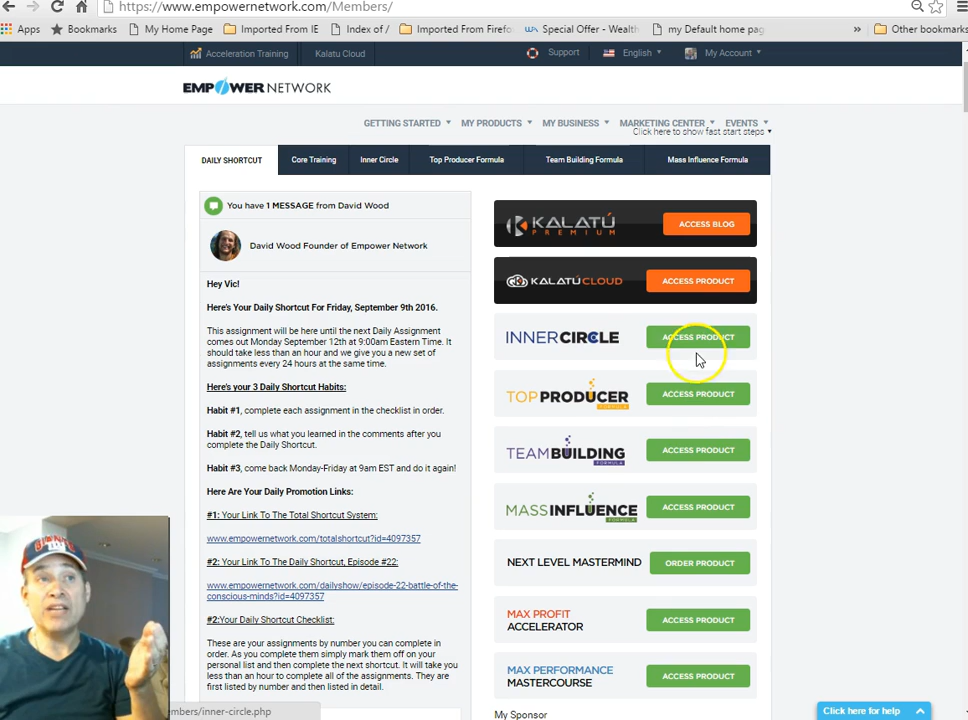 https://www.empowernetwork.com/Members/
Apps
Bookmarks
My Home Page
Imported From IE
Index of /
Imported From Firefo
Special Offer - Wealth
my Default home pag
»
Other bookmarks
Acceleration Training
Kalatu Cloud
Support
English
My Account
EMPOWER NETWORK
GETTING STARTED
MY PRODUCTS
MY BUSINESS
MARKETING CENTER
EVENTS
Click here to show fast start steps
DAILY SHORTCUT
Core Training
Inner Circle
Top Producer Formula
Team Building Formula
Mass Influence Formula
You have 1 MESSAGE from David Wood
David Wood Founder of Empower Network
Hey Vic!
Here's Your Daily Shortcut For Friday, September 9th 2016.
This assignment will be here until the next Daily Assignment
comes out Monday September 12th at 9:00am Eastern Time. It
should take less than an hour and we give you a new set of
assignments every 24 hours at the same time.
Here's your 3 Daily Shortcut Habits:
Habit #1, complete each assignment in the checklist in order.
Habit #2, tell us what you learned in the comments after you
complete the Daily Shortcut.
Habit #3, come back Monday-Friday at 9am EST and do it again!
Here Are Your Daily Promotion Links:
#1: Your Link To The Total Shortcut System:
www.empowernetwork.com/totalshortcut?id=4097357
#2: Your Link To The Daily Shortcut, Episode #22:
www.empowernetwork.com/dailyshow/episode-22-battle-of-the-
conscious-minds?id=4097357
#2:Your Daily Shortcut Checklist:
These are your assignments by number you can complete in
order. As you complete them simply mark them off on your
personal list and then complete the next shortcut. It will take you
less than an hour to complete all of the assignments. They are
first listed by number and then listed in detail.
KALATÚ
PREMIUM
ACCESS BLOG
KALATÚCLOUD
ACCESS PRODUCT
INNERCIRCLE
ACCESS PRODUCT
TOPPRODUCER
FORMULA
ACCESS PRODUCT
TEAMBUILDING
FORMULA
ACCESS PRODUCT
MASSINFLUENCE
FORMULA
ACCESS PRODUCT
NEXT LEVEL MASTERMIND
ORDER PRODUCT
MAX PROFIT
ACCELERATOR
ACCESS PRODUCT
MAX PERFORMANCE
MASTERCOURSE
ACCESS PRODUCT
My Sponsor
embers/inner-circle.php
Click here for help